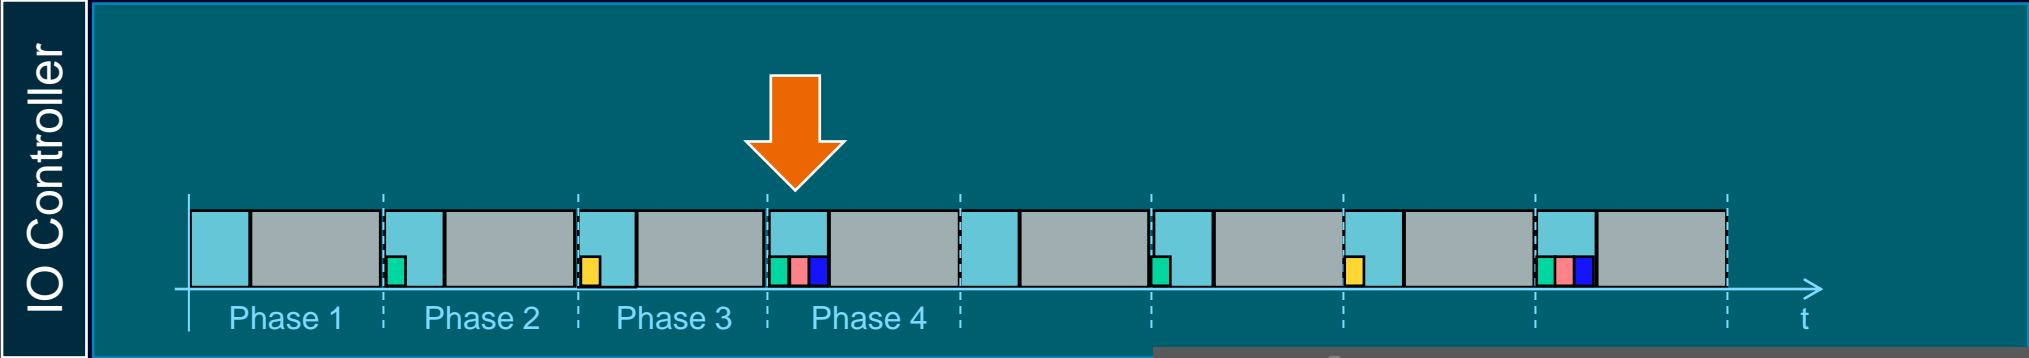 IO Controller
Phase 1
Phase 2
Phase 3
Phase 4
t